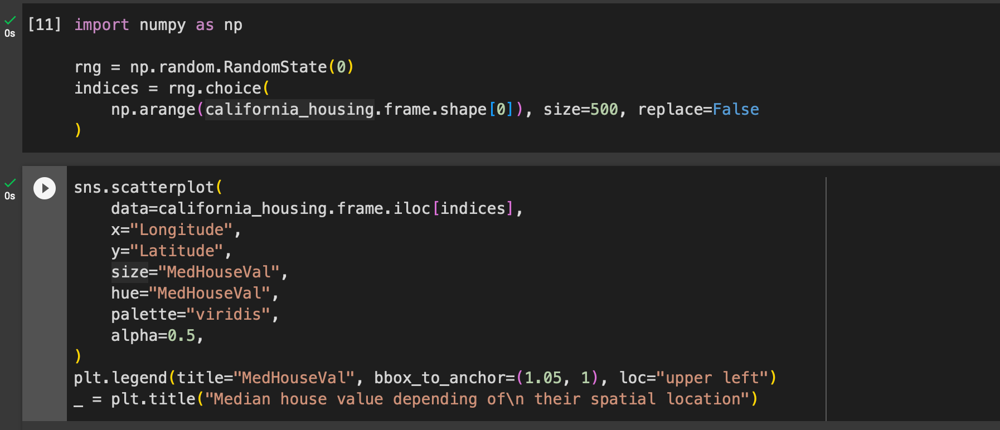 [11] import numpy as np
0s
rng = np.random.RandomState(0)
indices = rng.choice(
    np.arange(california_housing.frame.shape[0]), size=500, replace=False
)
sns.scatterplot(
0s
    data=california_housing.frame.iloc[indices],
    x="Longitude",
    y="Latitude",
    size="MedHouseVal",
    hue="MedHouseVal",
    palette="viridis",
    alpha=0.5,
)
plt.legend(title="MedHouseVal", bbox_to_anchor=(1.05, 1), loc="upper left")
_ = plt.title("Median house value depending of\n their spatial location")